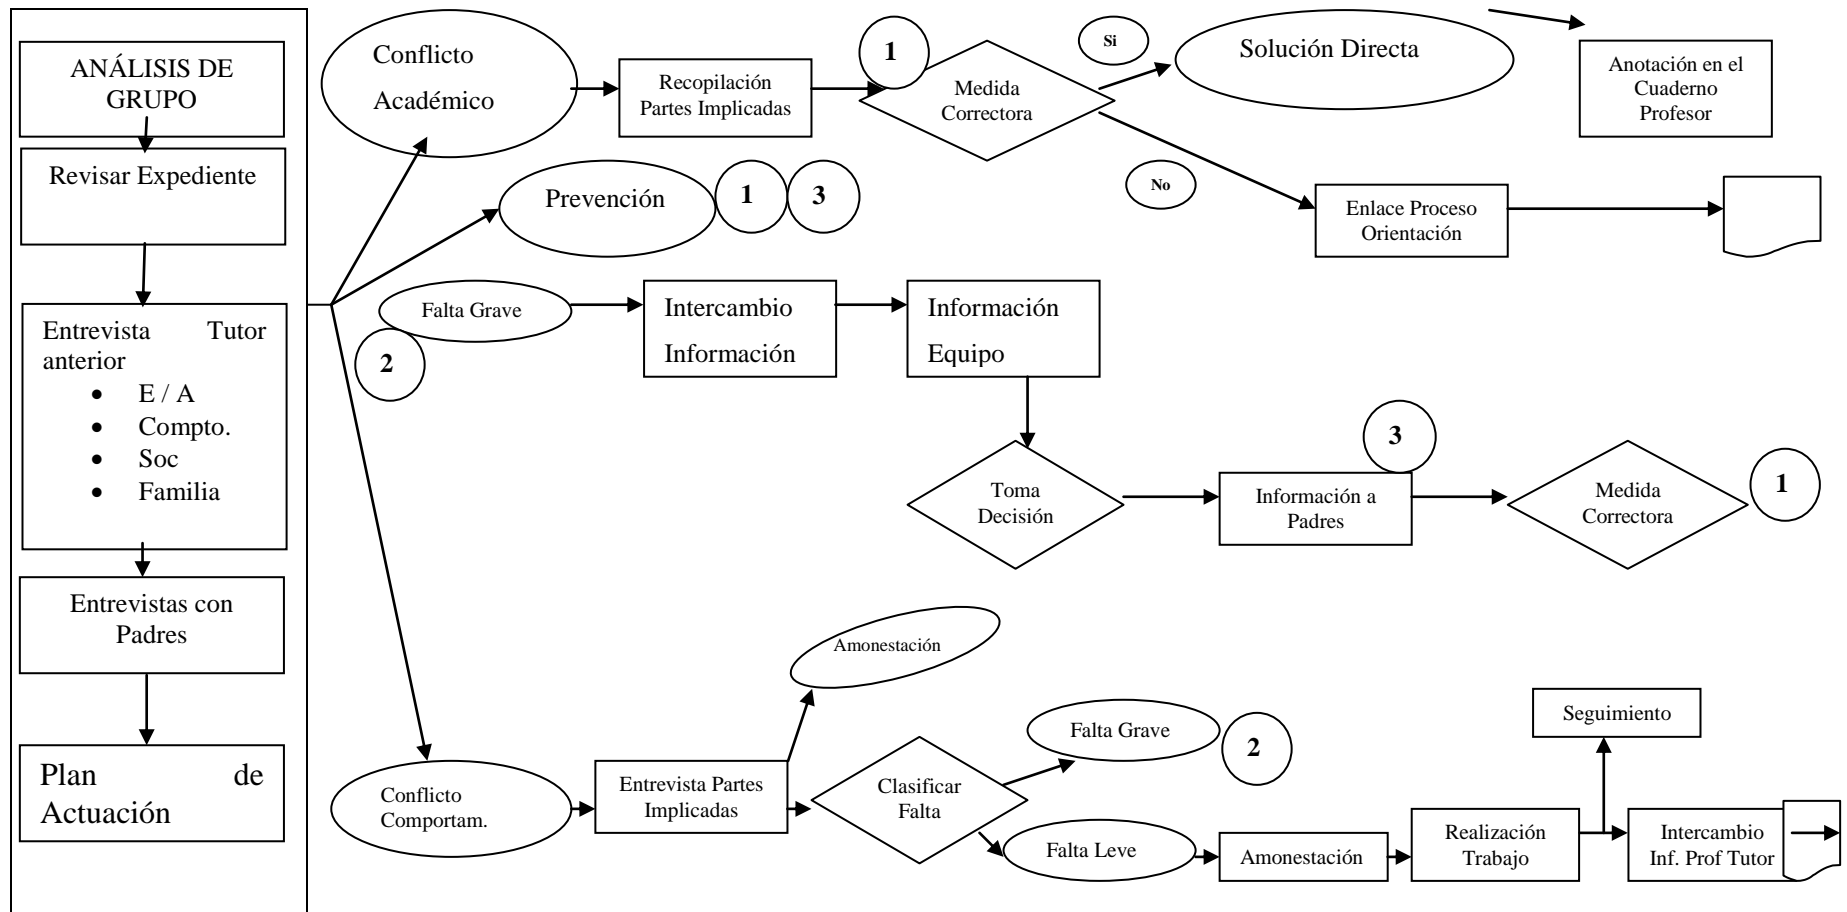 ANÁLISIS DE
GRUPO
Revisar Expediente
Entrevista Tutor
anterior
• E / A
• Compto.
• Soc
• Familia
Entrevistas con
Padres
Plan de
Actuación
Conflicto
Académico
Recopilación
Partes Implicadas
1
Medida
Correctora
Si
Solución Directa
Anotación en el
Cuaderno
Profesor
No
Enlace Proceso
Orientación
Prevención
1
3
Falta Grave
2
Intercambio
Información
Información
Equipo
Toma
Decisión
Información a
Padres
3
Medida
Correctora
1
Conflicto
Comportam.
Entrevista Partes
Implicadas
Amonestación
Clasificar
Falta
Falta Grave
2
Falta Leve
Amonestación
Realización
Trabajo
Seguimiento
Intercambio
Inf. Prof Tutor